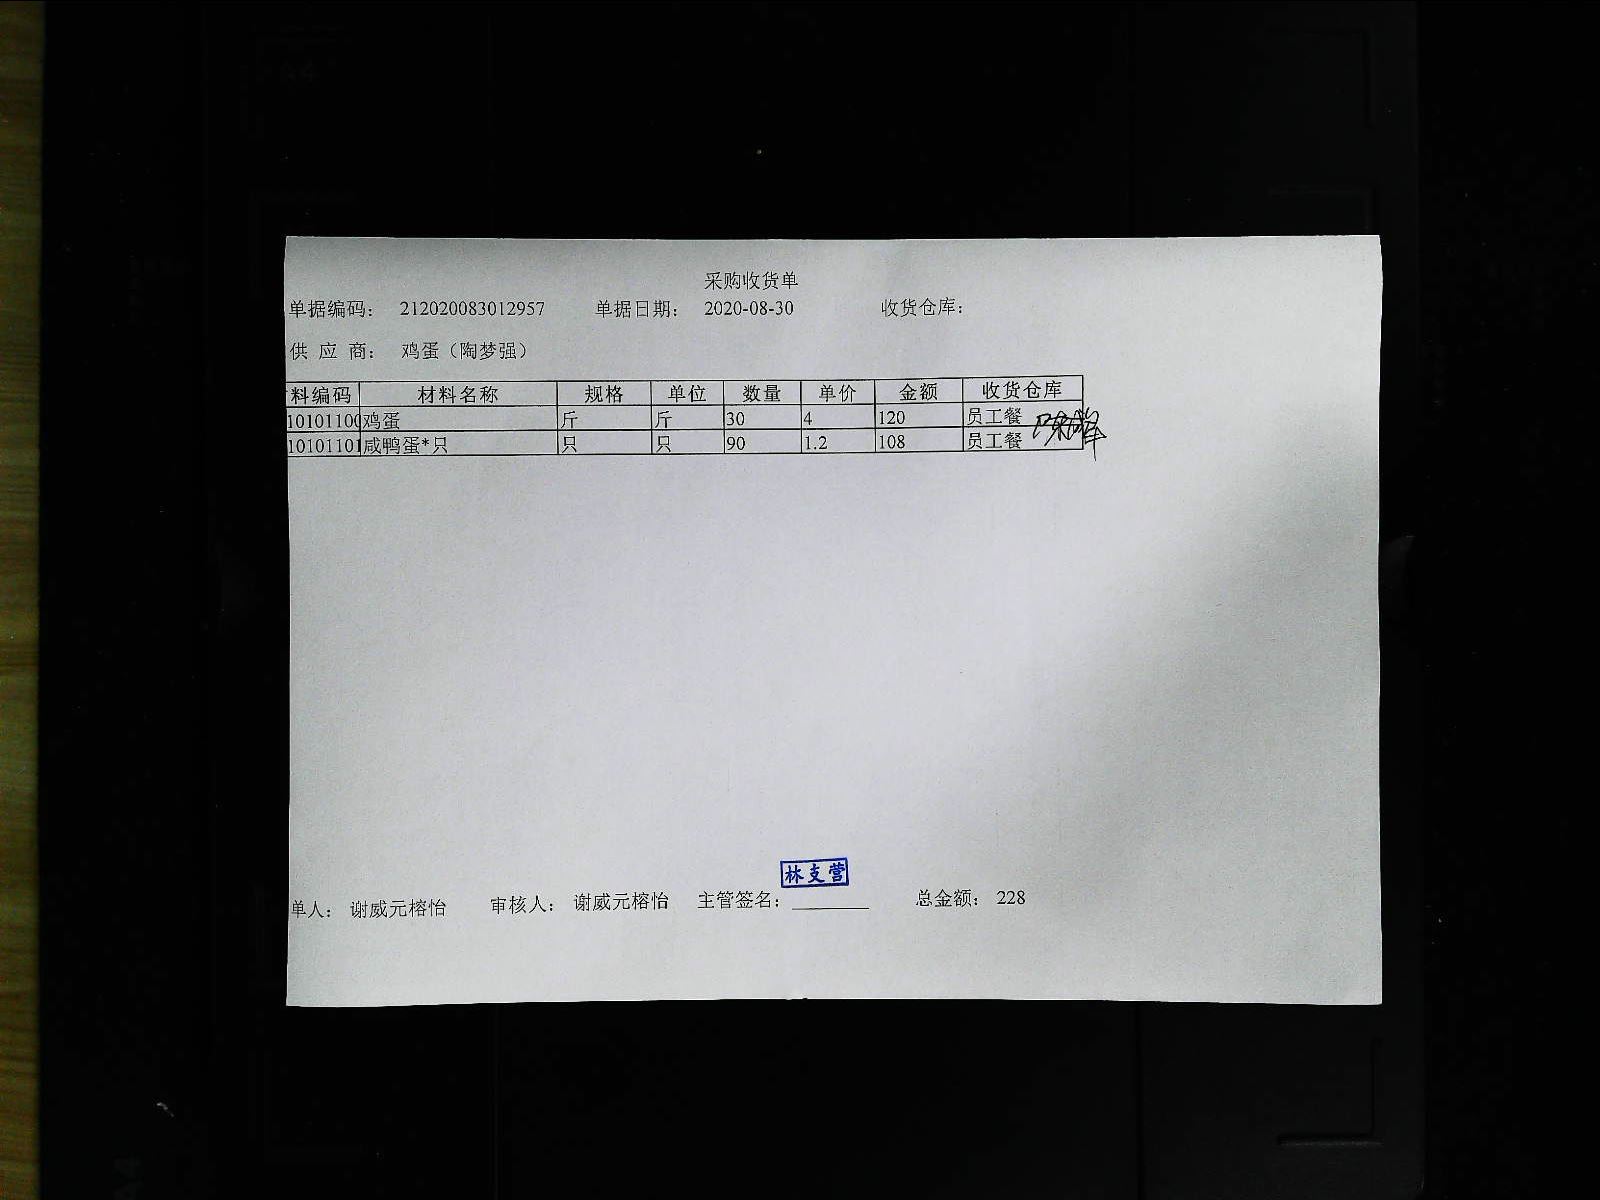 采购收货单
单据编码： 212020083012957 单据日期： 2020-08-30 收货仓库：
供 应 商： 鸡蛋（陶梦强）
料编码 材料名称 规格 单位 数量 单价 金额 收货仓库
10101100 鸡蛋 斤 斤 30 4 120 员工餐
10101101 咸鸭蛋*只 只 只 90 1.2 108 员工餐
林支营
单人： 谢威元榕怡 审核人： 谢威元榕怡 主管签名： 总金额： 228